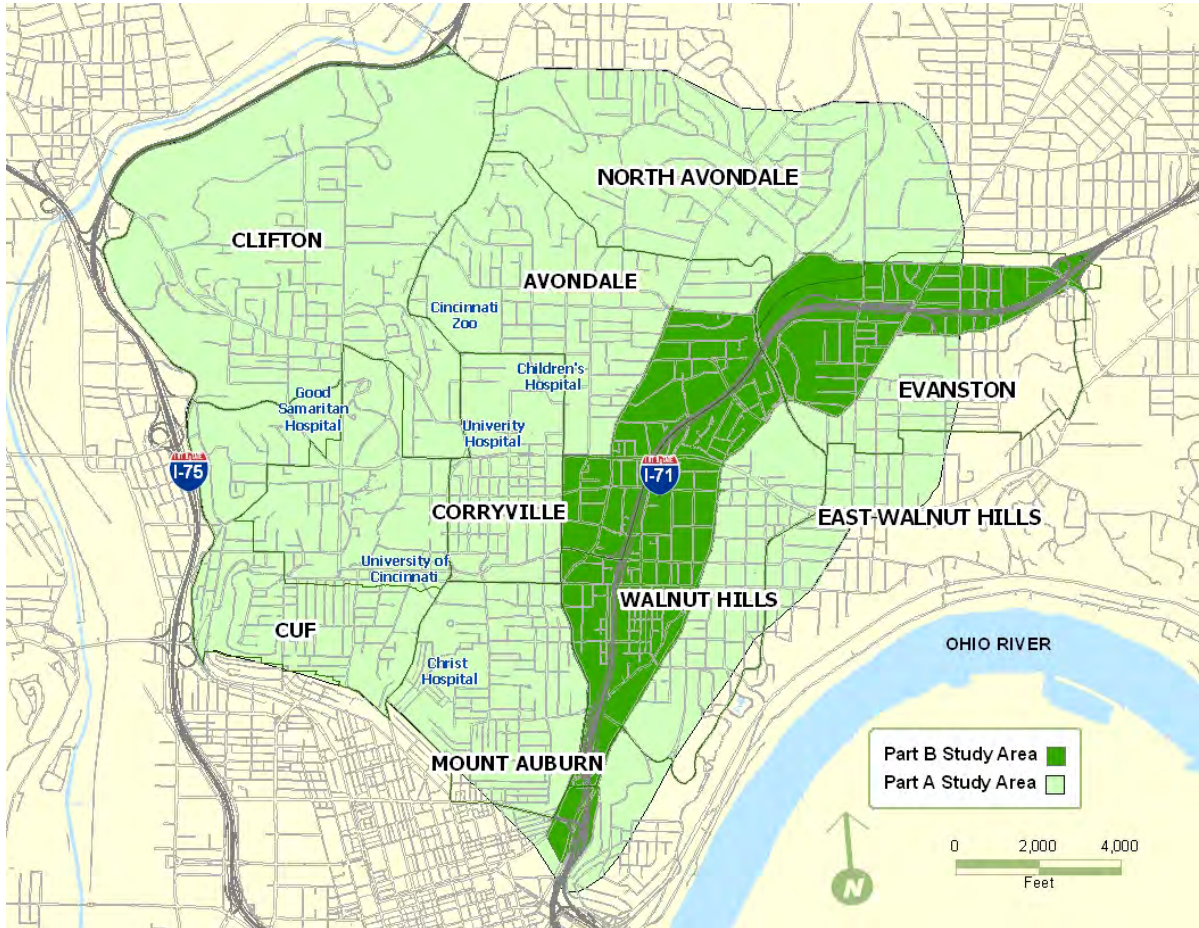 NORTH AVONDALE
CLIFTON
AVONDALE
Cincinnati
Zoo
Children's
Hospital
EVANSTON
Good
Samaritan
Hospital
Univerity
Hospital
I-75
I-71
CORRYVILLE
EAST WALNUT HILLS
University of
Cincinnati
WALNUT HILLS
CUF
OHIO RIVER
Christ
Hospital
MOUNT AUBURN
Part B Study Area
Part A Study Area
0 2,000 4,000
Feet
N